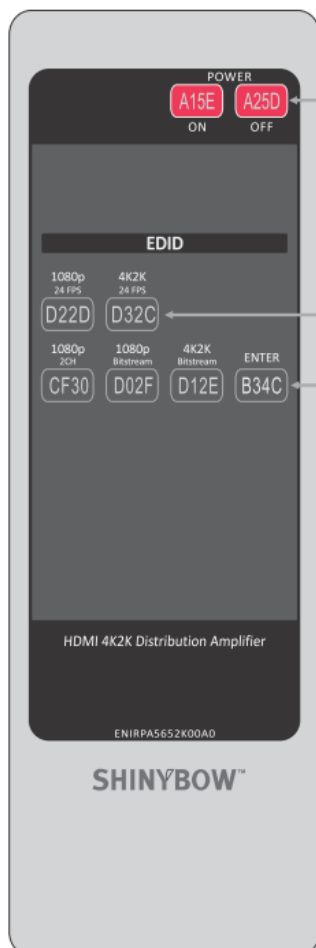 POWER
A15E A25D
ON OFF
EDID
1080p 4K2K
24 FPS 24 FPS
D22D D32C
1080p 1080p 4K2K ENTER
2CH Bitstream Bitstream
CF30 D02F D12E B34C
HDMI 4K2K Distribution Amplifier
ENIRPA5652K00A0
SHINYBOW™